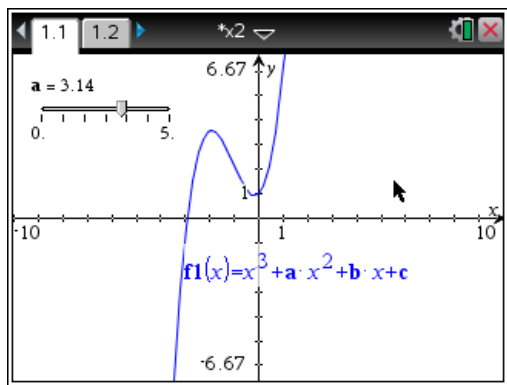 1.1 1.2 *x2
6.67 y
a = 3.14
0. 5.
1
-10 1 10 x
f1(x)=x³+a·x²+b·x+c
-6.67